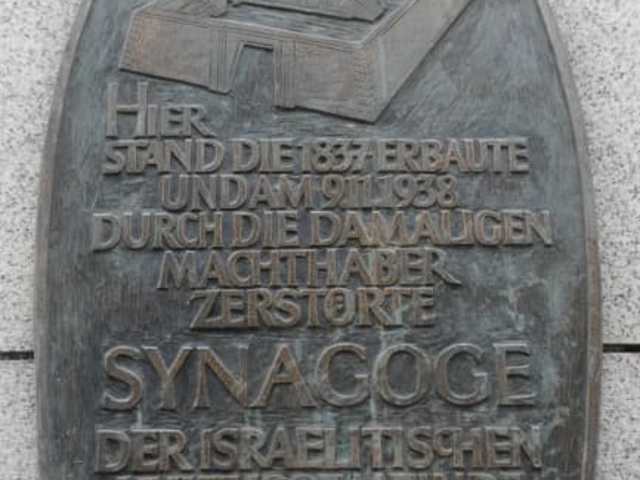 HIER
STAND DIE 1837 ERBAUTE
UND AM 9.11.1938
DURCH DIE DAMALIGEN
MACHTHABER
ZERSTÖRTE
SYNAGOGE
DER ISRAELITISCHEN